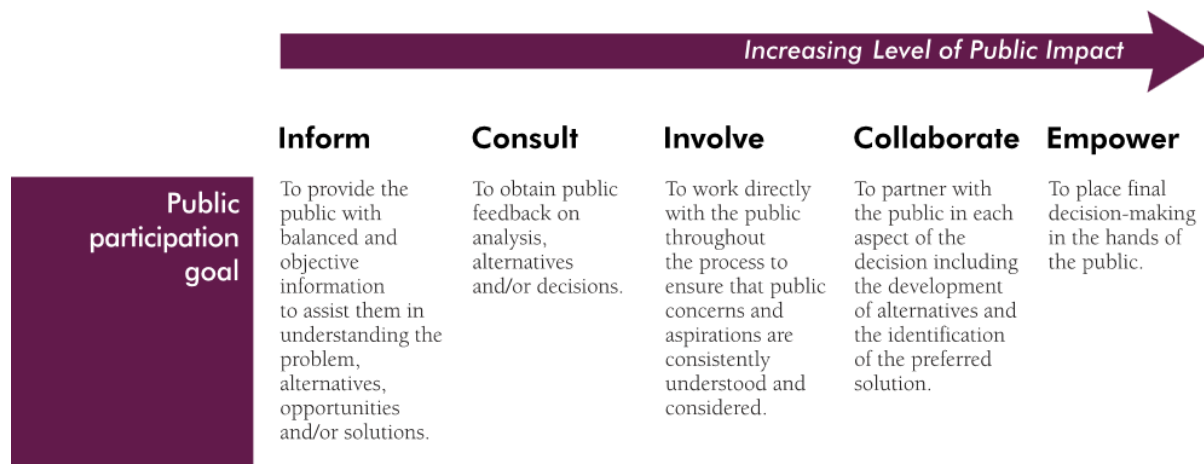 Increasing Level of Public Impact
Inform
Consult
Involve
Collaborate
Empower
Public
participation
goal
To provide the
public with
balanced and
objective
information
to assist them in
understanding the
problem,
alternatives,
opportunities
and/or solutions.
To obtain public
feedback on
analysis,
alternatives
and/or decisions.
To work directly
with the public
throughout
the process to
ensure that public
concerns and
aspirations are
consistently
understood and
considered.
To partner with
the public in each
aspect of the
decision including
the development
of alternatives and
the identification
of the preferred
solution.
To place final
decision-making
in the hands of
the public.